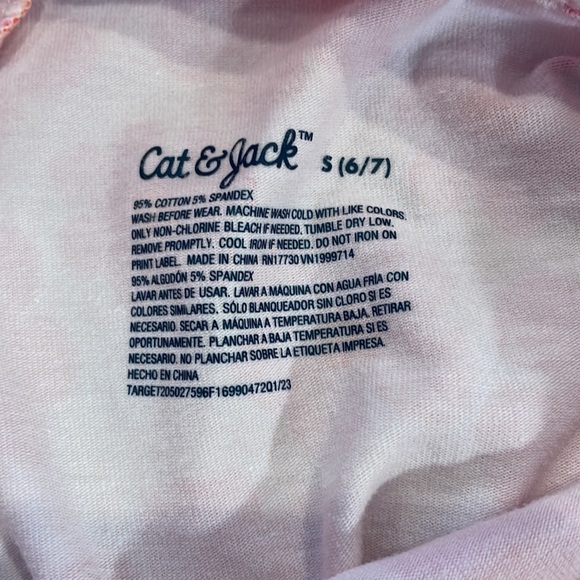 Cat & Jack™ S (6/7)
95% COTTON 5% SPANDEX
WASH BEFORE WEAR. MACHINE WASH COLD WITH LIKE COLORS.
ONLY NON-CHLORINE BLEACH IF NEEDED. TUMBLE DRY LOW.
REMOVE PROMPTLY. COOL IRON IF NEEDED. DO NOT IRON ON
PRINT LABEL. MADE IN CHINA RN17730 VN1999714
95% ALGODÓN 5% SPANDEX
LAVAR ANTES DE USAR. LAVAR A MÁQUINA CON AGUA FRÍA CON
COLORES SIMILARES. SÓLO BLANQUEADOR SIN CLORO SI ES
NECESARIO. SECAR A MÁQUINA A TEMPERATURA BAJA. RETIRAR
OPORTUNAMENTE. PLANCHAR A BAJA TEMPERATURA SI ES
NECESARIO. NO PLANCHAR SOBRE LA ETIQUETA IMPRESA.
HECHO EN CHINA
TARGET205027596F16990472Q1/23